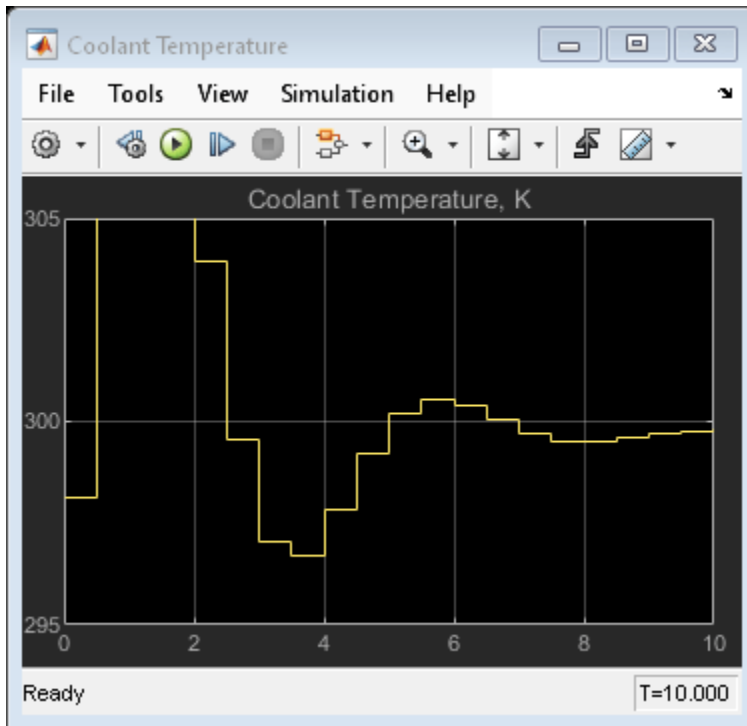 Coolant Temperature
File Tools View Simulation Help
Coolant Temperature, K
305
300
295
0 2 4 6 8 10
Ready T=10.000